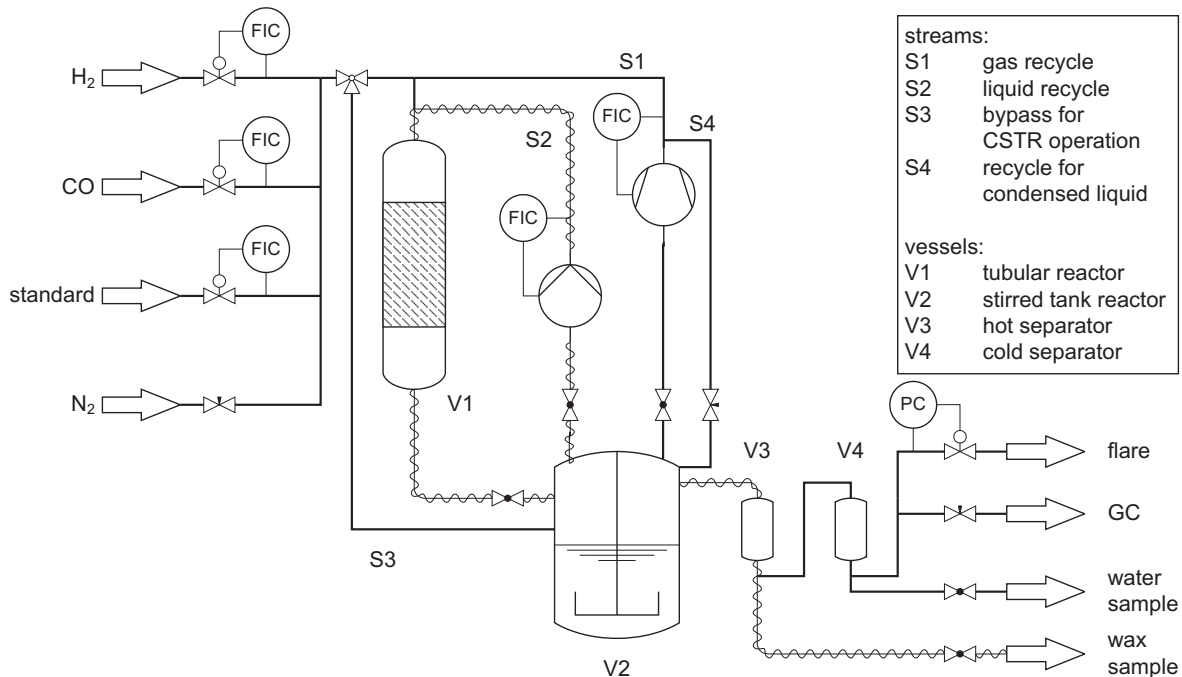 H2
FIC
CO
FIC
standard
FIC
N2
S1
S2
FIC
S4
FIC
V1
S3
V2
V3
V4
PC
flare
GC
water
sample
wax
sample
streams:
S1 gas recycle
S2 liquid recycle
S3 bypass for
CSTR operation
S4 recycle for
condensed liquid
vessels:
V1 tubular reactor
V2 stirred tank reactor
V3 hot separator
V4 cold separator